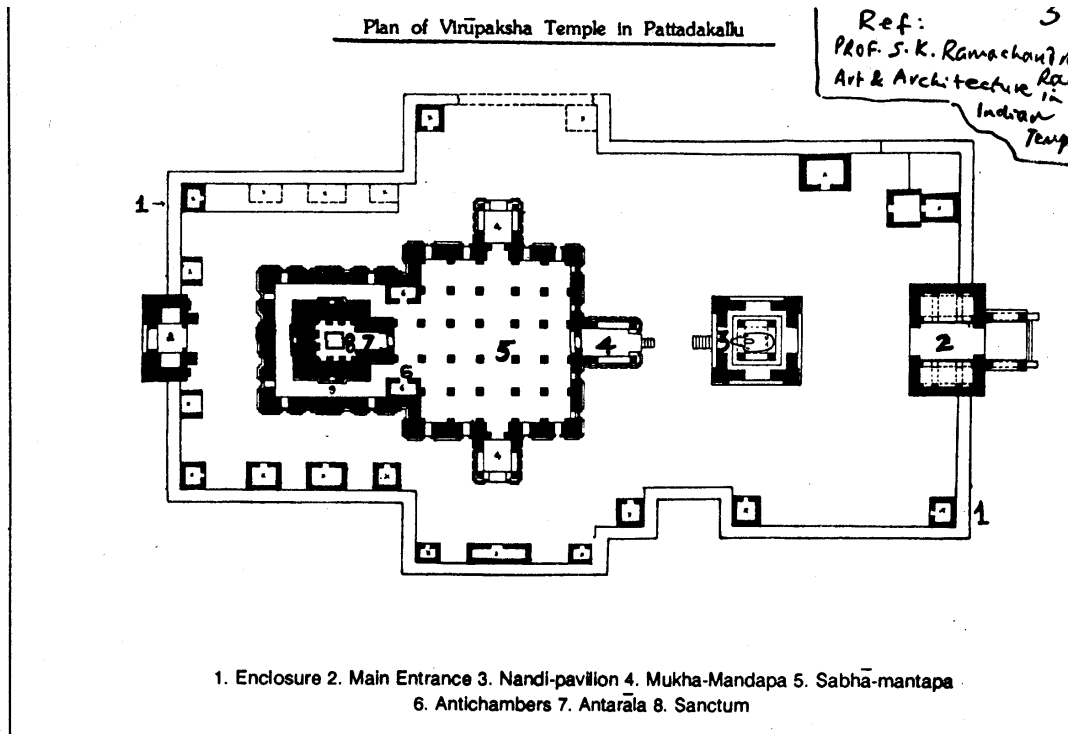 Plan of Virūpaksha Temple in Pattadakallu
Ref: 5
PROF. S. K.
Art & Architecture
in
Indian
1
4
6
8 7
5
4
3
2
6
6
9
4
1
1. Enclosure 2. Main Entrance 3. Nandi-pavilion 4. Mukha-Mandapa 5. Sabhā-mantapa
6. Antichambers 7. Antarāla 8. Sanctum